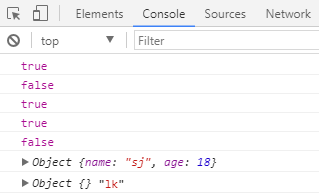 Elements Console Sources Network
top Filter
true
false
true
true
false
Object {name: "sj", age: 18}
Object {} "lk"